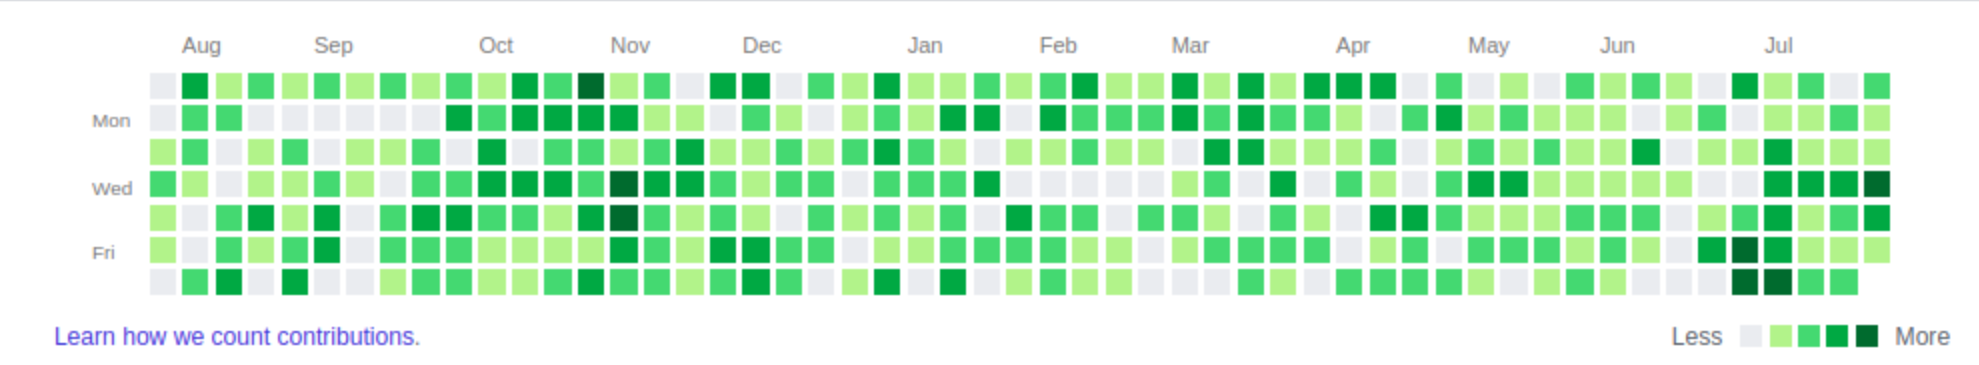 Aug Sep Oct Nov Dec Jan Feb Mar Apr May Jun Jul
Mon
Wed
Fri
Learn how we count contributions. Less More